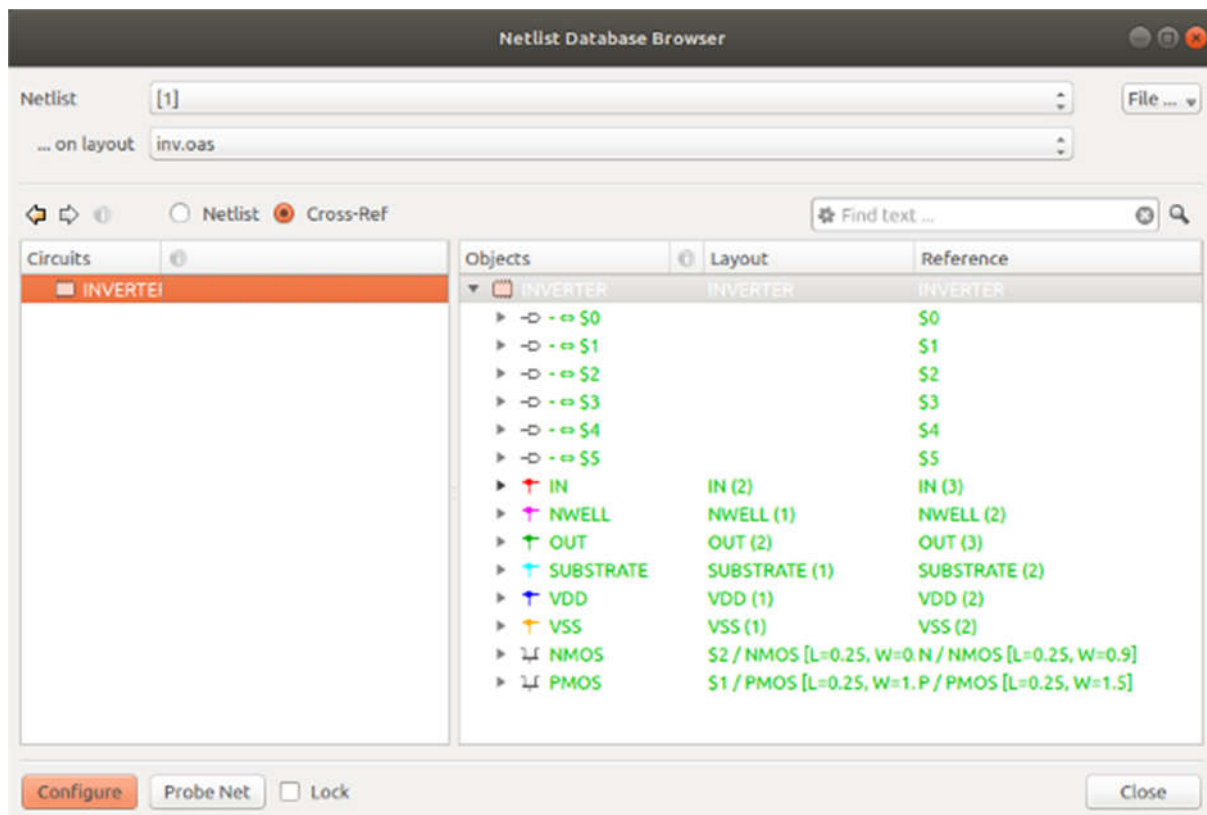 Netlist Database Browser
Netlist [1] File ...
... on layout inv.oas
Netlist Cross-Ref Find text ...
Circuits Objects Layout Reference
INVERTER INVERTER INVERTER INVERTER
- ⇔ $0 $0
- ⇔ $1 $1
- ⇔ $2 $2
- ⇔ $3 $3
- ⇔ $4 $4
- ⇔ $5 $5
IN IN (2) IN (3)
NWELL NWELL (1) NWELL (2)
OUT OUT (2) OUT (3)
SUBSTRATE SUBSTRATE (1) SUBSTRATE (2)
VDD VDD (1) VDD (2)
VSS VSS (1) VSS (2)
NMOS $2 / NMOS [L=0.25, W=0. N / NMOS [L=0.25, W=0.9]
PMOS $1 / PMOS [L=0.25, W=1. P / PMOS [L=0.25, W=1.5]
Configure Probe Net Lock Close